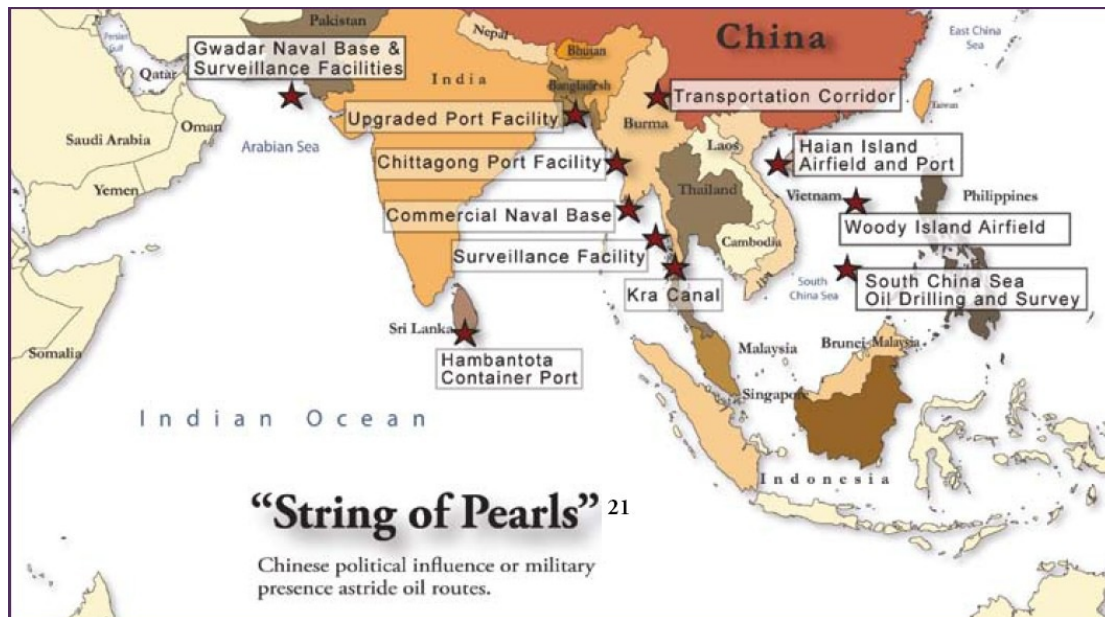 Pakistan
Nepal
China
East China
Sea
Persian
Gulf
Gwadar Naval Base &
Surveillance Facilities
Bhutan
Qatar
India
Bangladesh
Transportation Corridor
Taiwan
Saudi Arabia
Oman
Upgraded Port Facility
Burma
Arabian Sea
Laos
Haian Island
Airfield and Port
Chittagong Port Facility
Yemen
Thailand
Vietnam
Philippines
Commercial Naval Base
Woody Island Airfield
Cambodia
Surveillance Facility
South
China Sea
South China Sea
Oil Drilling and Survey
Kra Canal
Sri Lanka
Somalia
Hambantota
Container Port
Malaysia
Brunei
Malaysia
Singapore
Indian Ocean
Indonesia
“String of Pearls” 21
Chinese political influence or military
presence astride oil routes.